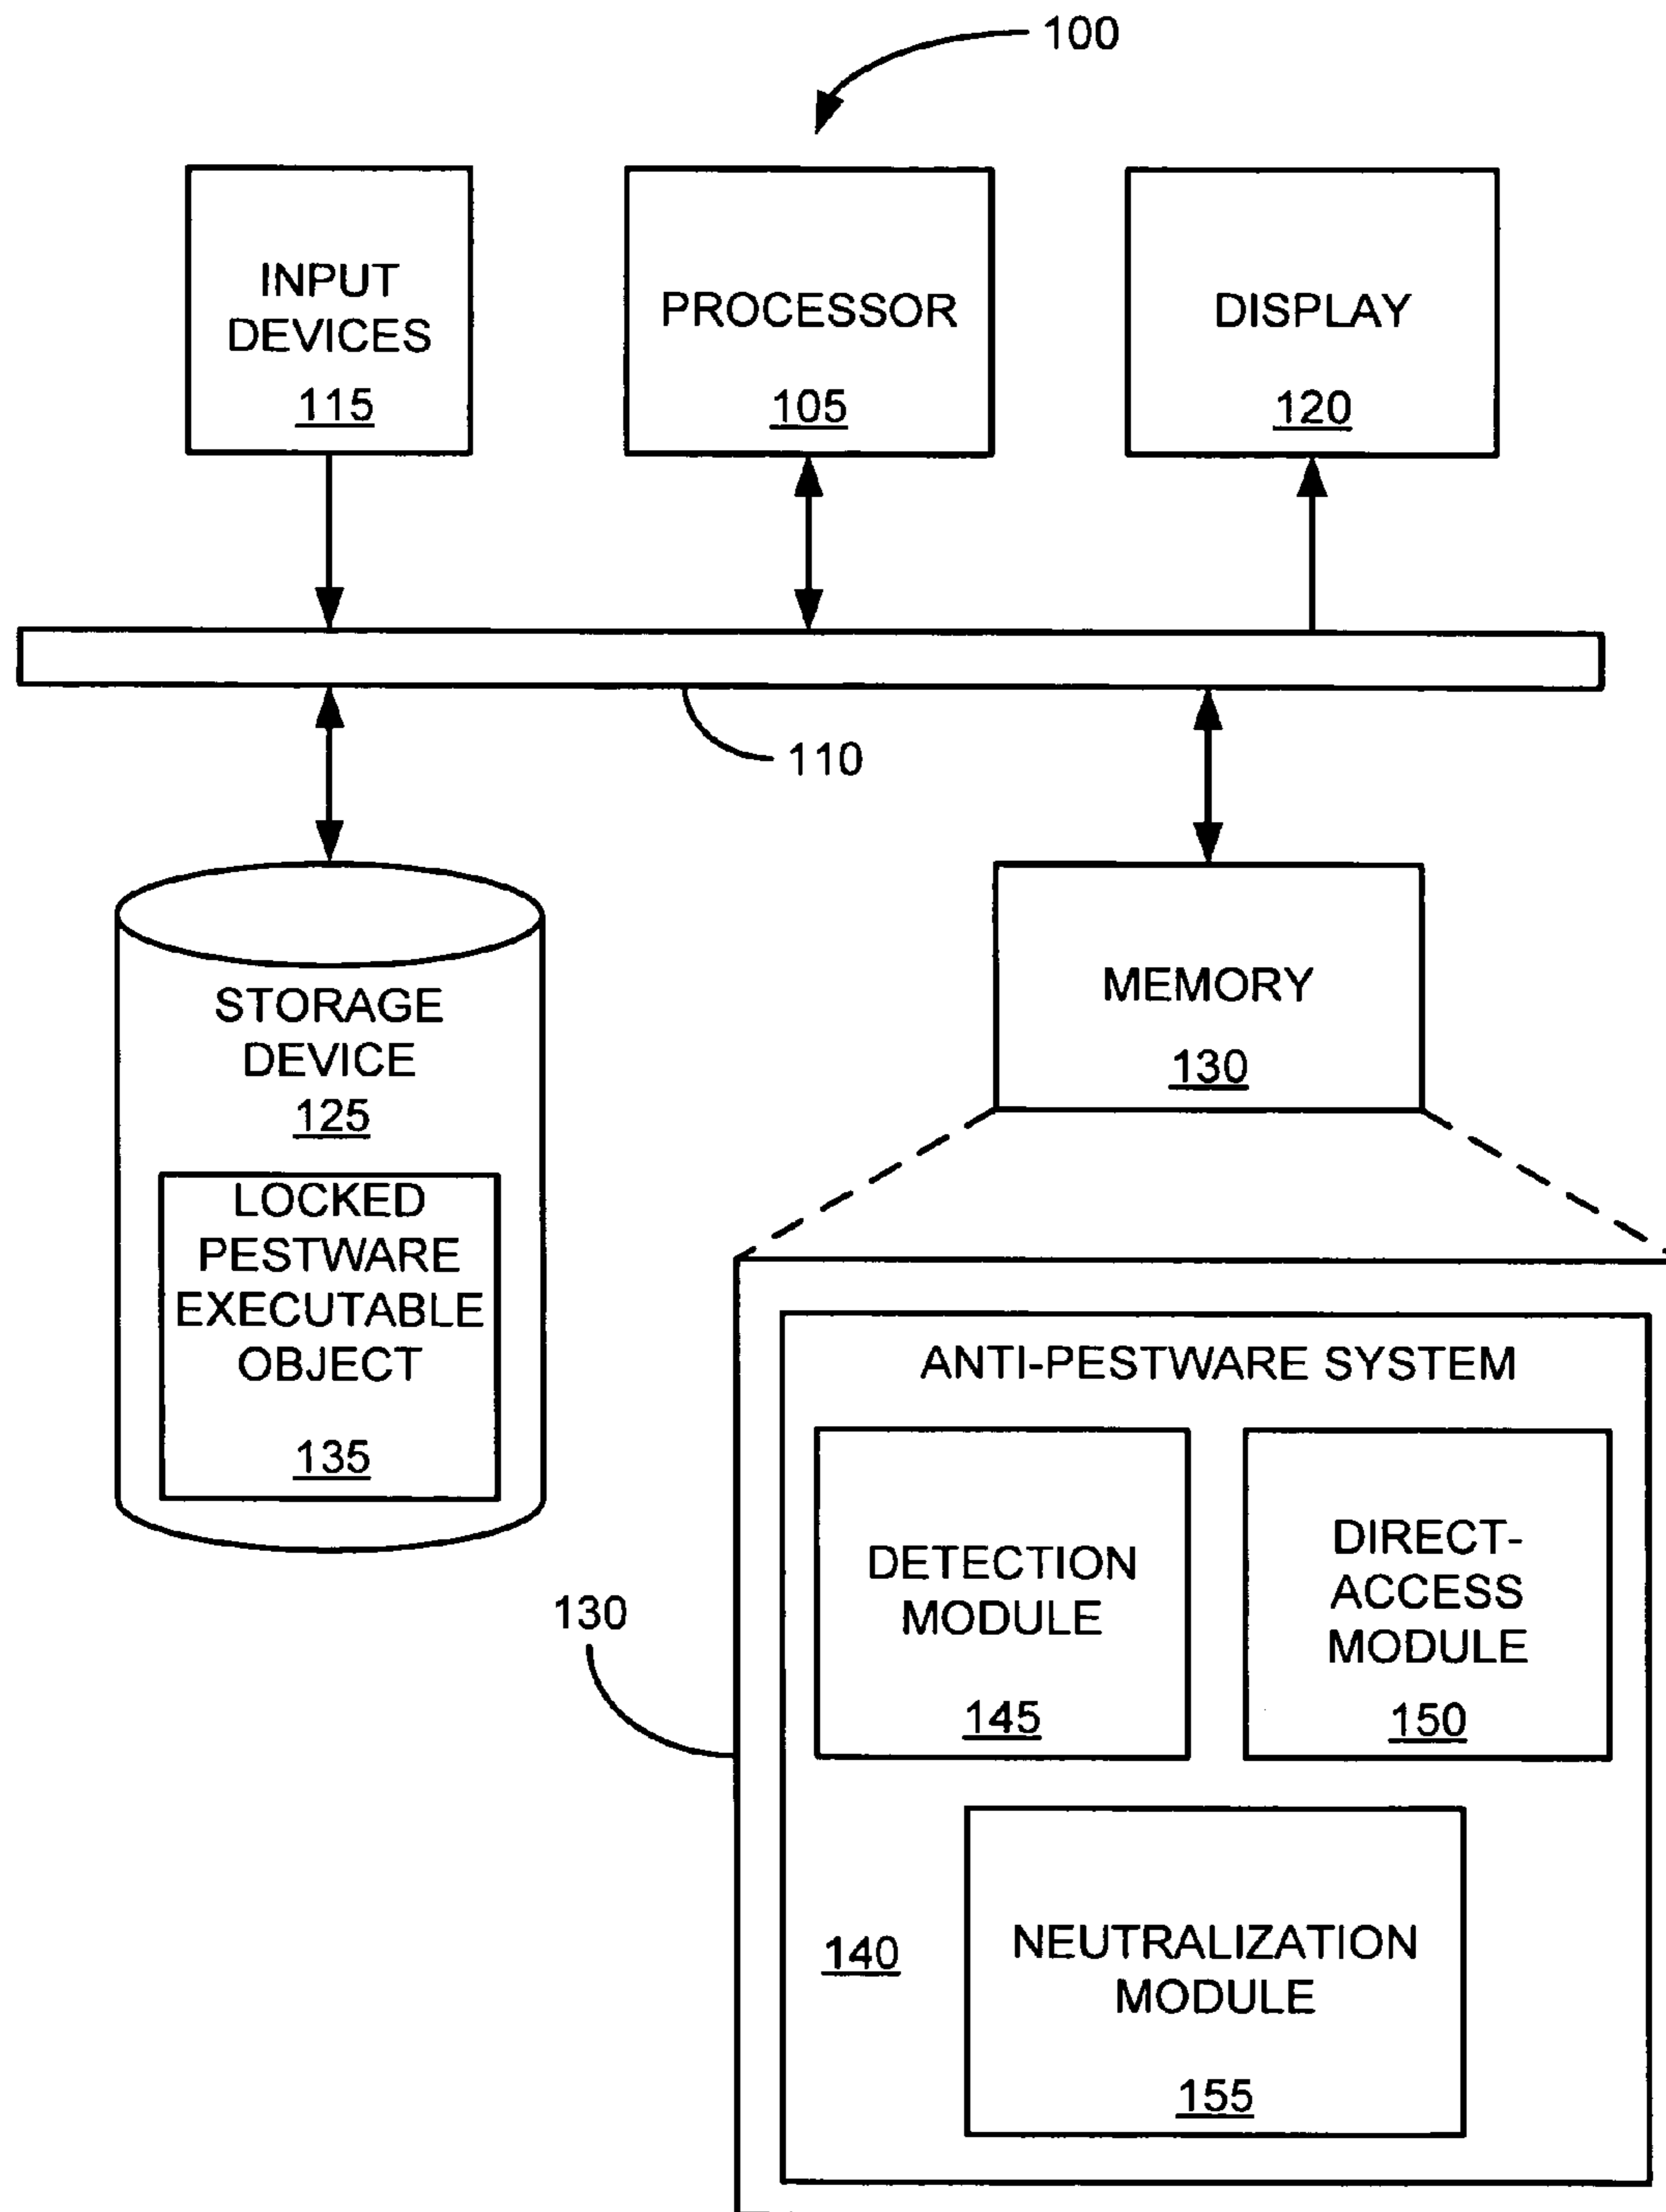 100
INPUT
DEVICES
115
PROCESSOR
105
DISPLAY
120
110
STORAGE
DEVICE
125
LOCKED
PESTWARE
EXECUTABLE
OBJECT
135
MEMORY
130
130
ANTI-PESTWARE SYSTEM
DETECTION
MODULE
145
DIRECT-
ACCESS
MODULE
150
140
NEUTRALIZATION
MODULE
155